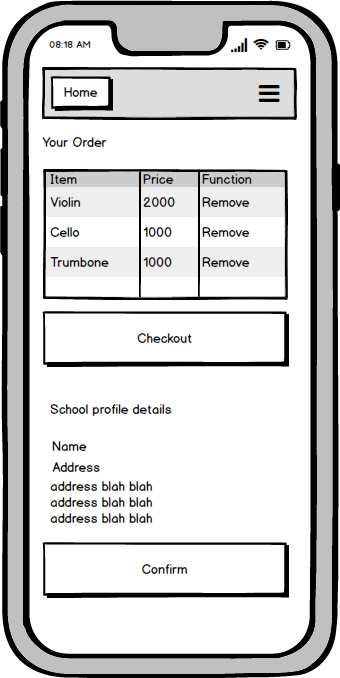 08:18 AM
Home
Your Order
Item Price Function
Violin 2000 Remove
Cello 1000 Remove
Trumbone 1000 Remove
Checkout
School profile details
Name
Address
address blah blah
address blah blah
address blah blah
Confirm